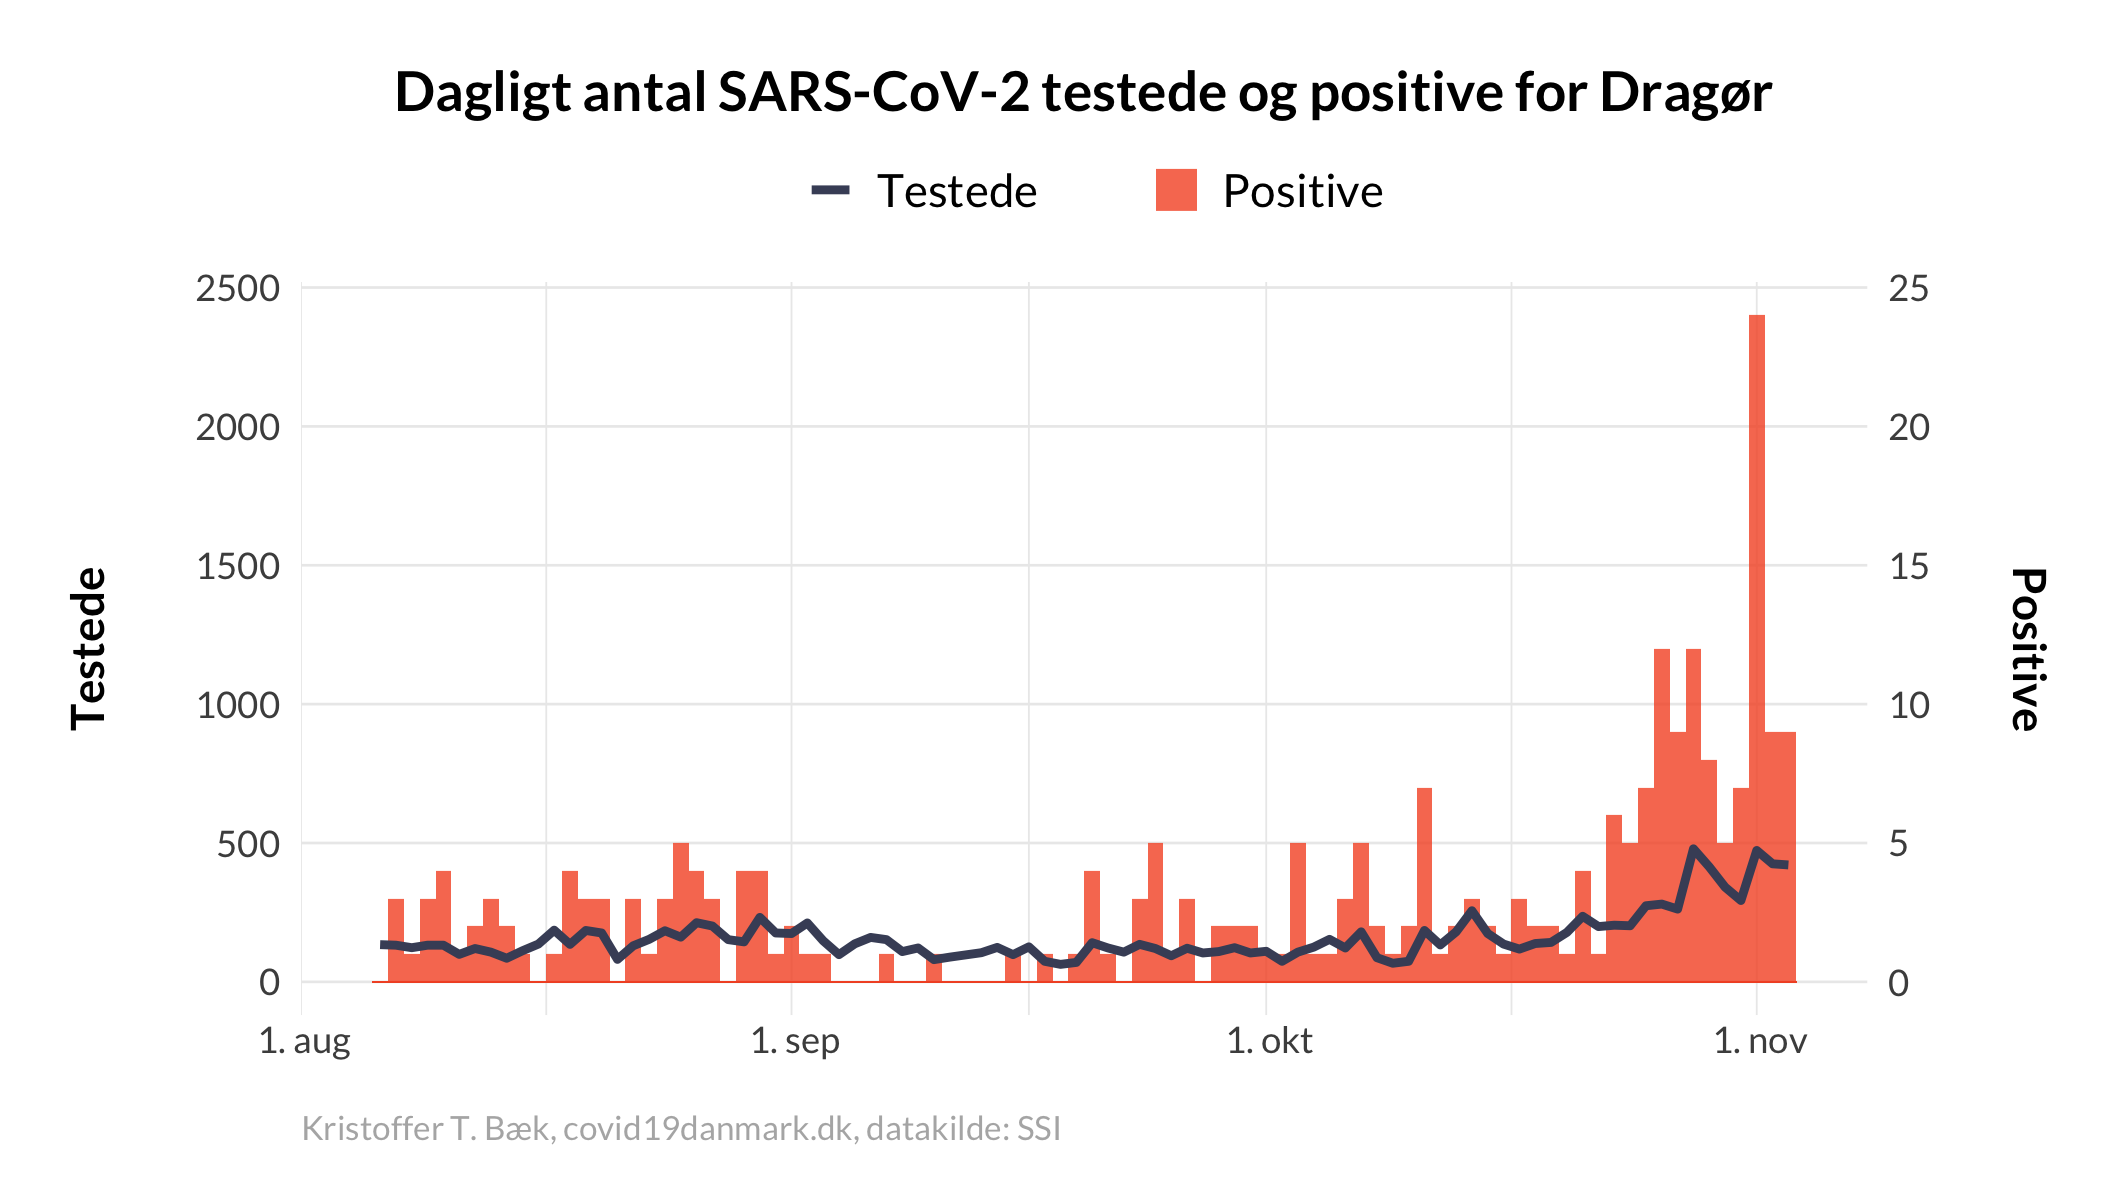 Dagligt antal SARS-CoV-2 testede og positive for Dragør
Testede Positive
2500 25
2000 20
1500 15
1000 10
500 5
0 0
Testede
Positive
1. aug 1. sep 1. okt 1. nov
Kristoffer T. Bæk, covid19danmark.dk, datakilde: SSI